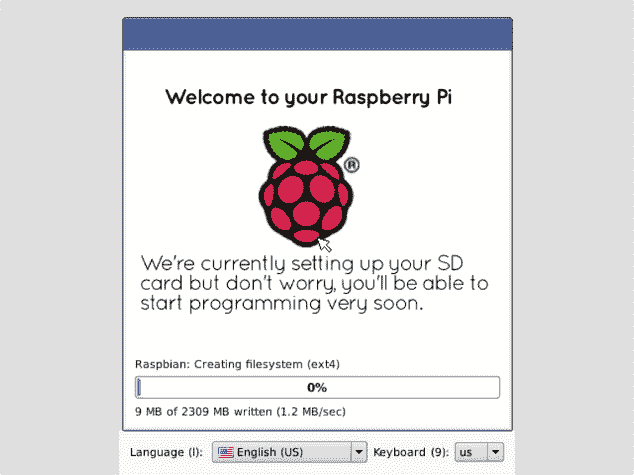 Welcome to your Raspberry Pi
®
We're currently setting up your SD
card but don't worry, you'll be able to
start programming very soon.
Raspbian: Creating filesystem (ext4)
0%
9 MB of 2309 MB written (1.2 MB/sec)
Language (l): English (US) Keyboard (9): us